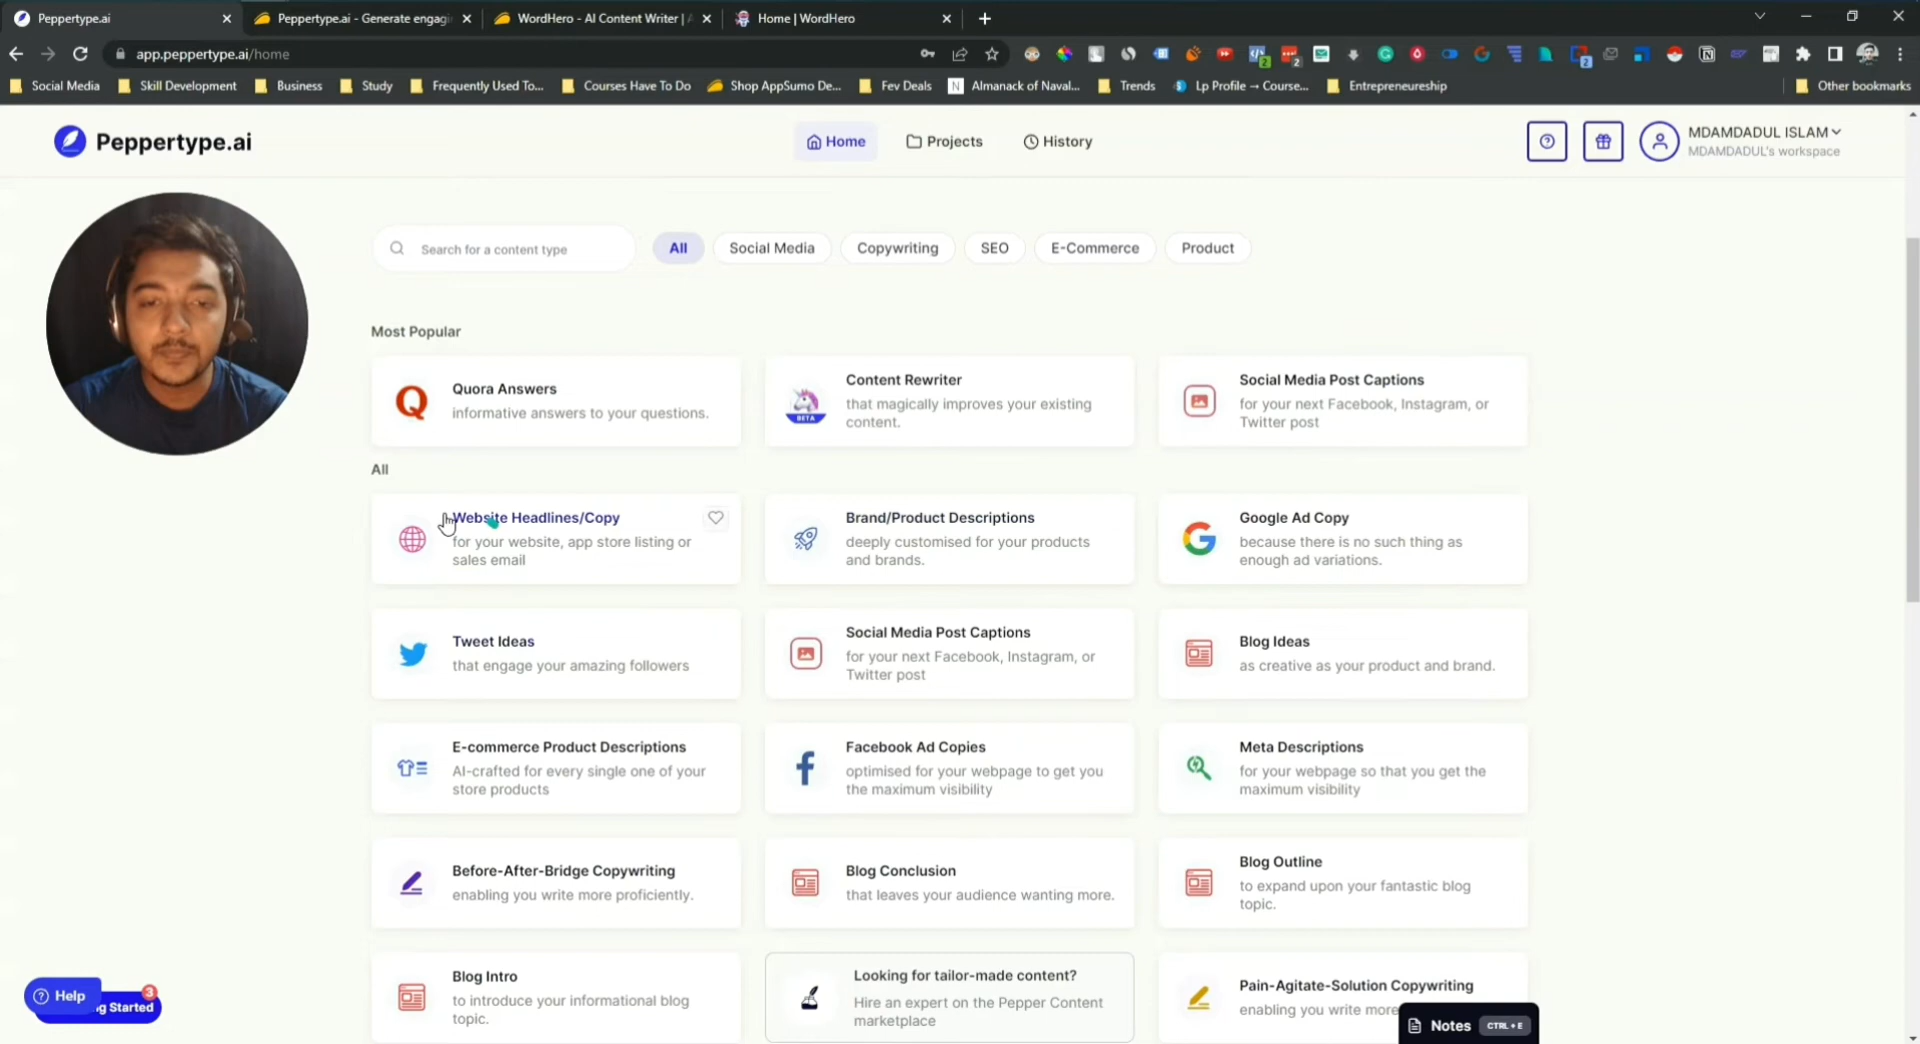 Peppertype.ai
Peppertype.ai - Generate engagi
WordHero - AI Content Writer |
Home | WordHero
app.peppertype.ai/home
Social Media
Skill Development
Business
Study
Frequently Used To...
Courses Have To Do
Shop AppSumo De...
Fev Deals
Almanack of Naval...
Trends
Lp Profile → Course...
Entrepreneureship
Other bookmarks
Peppertype.ai
Home
Projects
History
MDAMDADUL ISLAM
MDAMDADUL's workspace
Search for a content type
All
Social Media
Copywriting
SEO
E-Commerce
Product
Most Popular
Quora Answers
informative answers to your questions.
Content Rewriter
that magically improves your existing
content.
BETA
Social Media Post Captions
for your next Facebook, Instagram, or
Twitter post
All
Website Headlines/Copy
for your website, app store listing or
sales email
Brand/Product Descriptions
deeply customised for your products
and brands.
Google Ad Copy
because there is no such thing as
enough ad variations.
Tweet Ideas
that engage your amazing followers
Social Media Post Captions
for your next Facebook, Instagram, or
Twitter post
Blog Ideas
as creative as your product and brand.
E-commerce Product Descriptions
AI-crafted for every single one of your
store products
Facebook Ad Copies
optimised for your webpage to get you
the maximum visibility
Meta Descriptions
for your webpage so that you get the
maximum visibility
Before-After-Bridge Copywriting
enabling you write more proficiently.
Blog Conclusion
that leaves your audience wanting more.
Blog Outline
to expand upon your fantastic blog
topic.
Blog Intro
to introduce your informational blog
topic.
Looking for tailor-made content?
Hire an expert on the Pepper Content
marketplace
Pain-Agitate-Solution Copywriting
enabling you write more
Help
g Started
3
Notes
CTRL + E